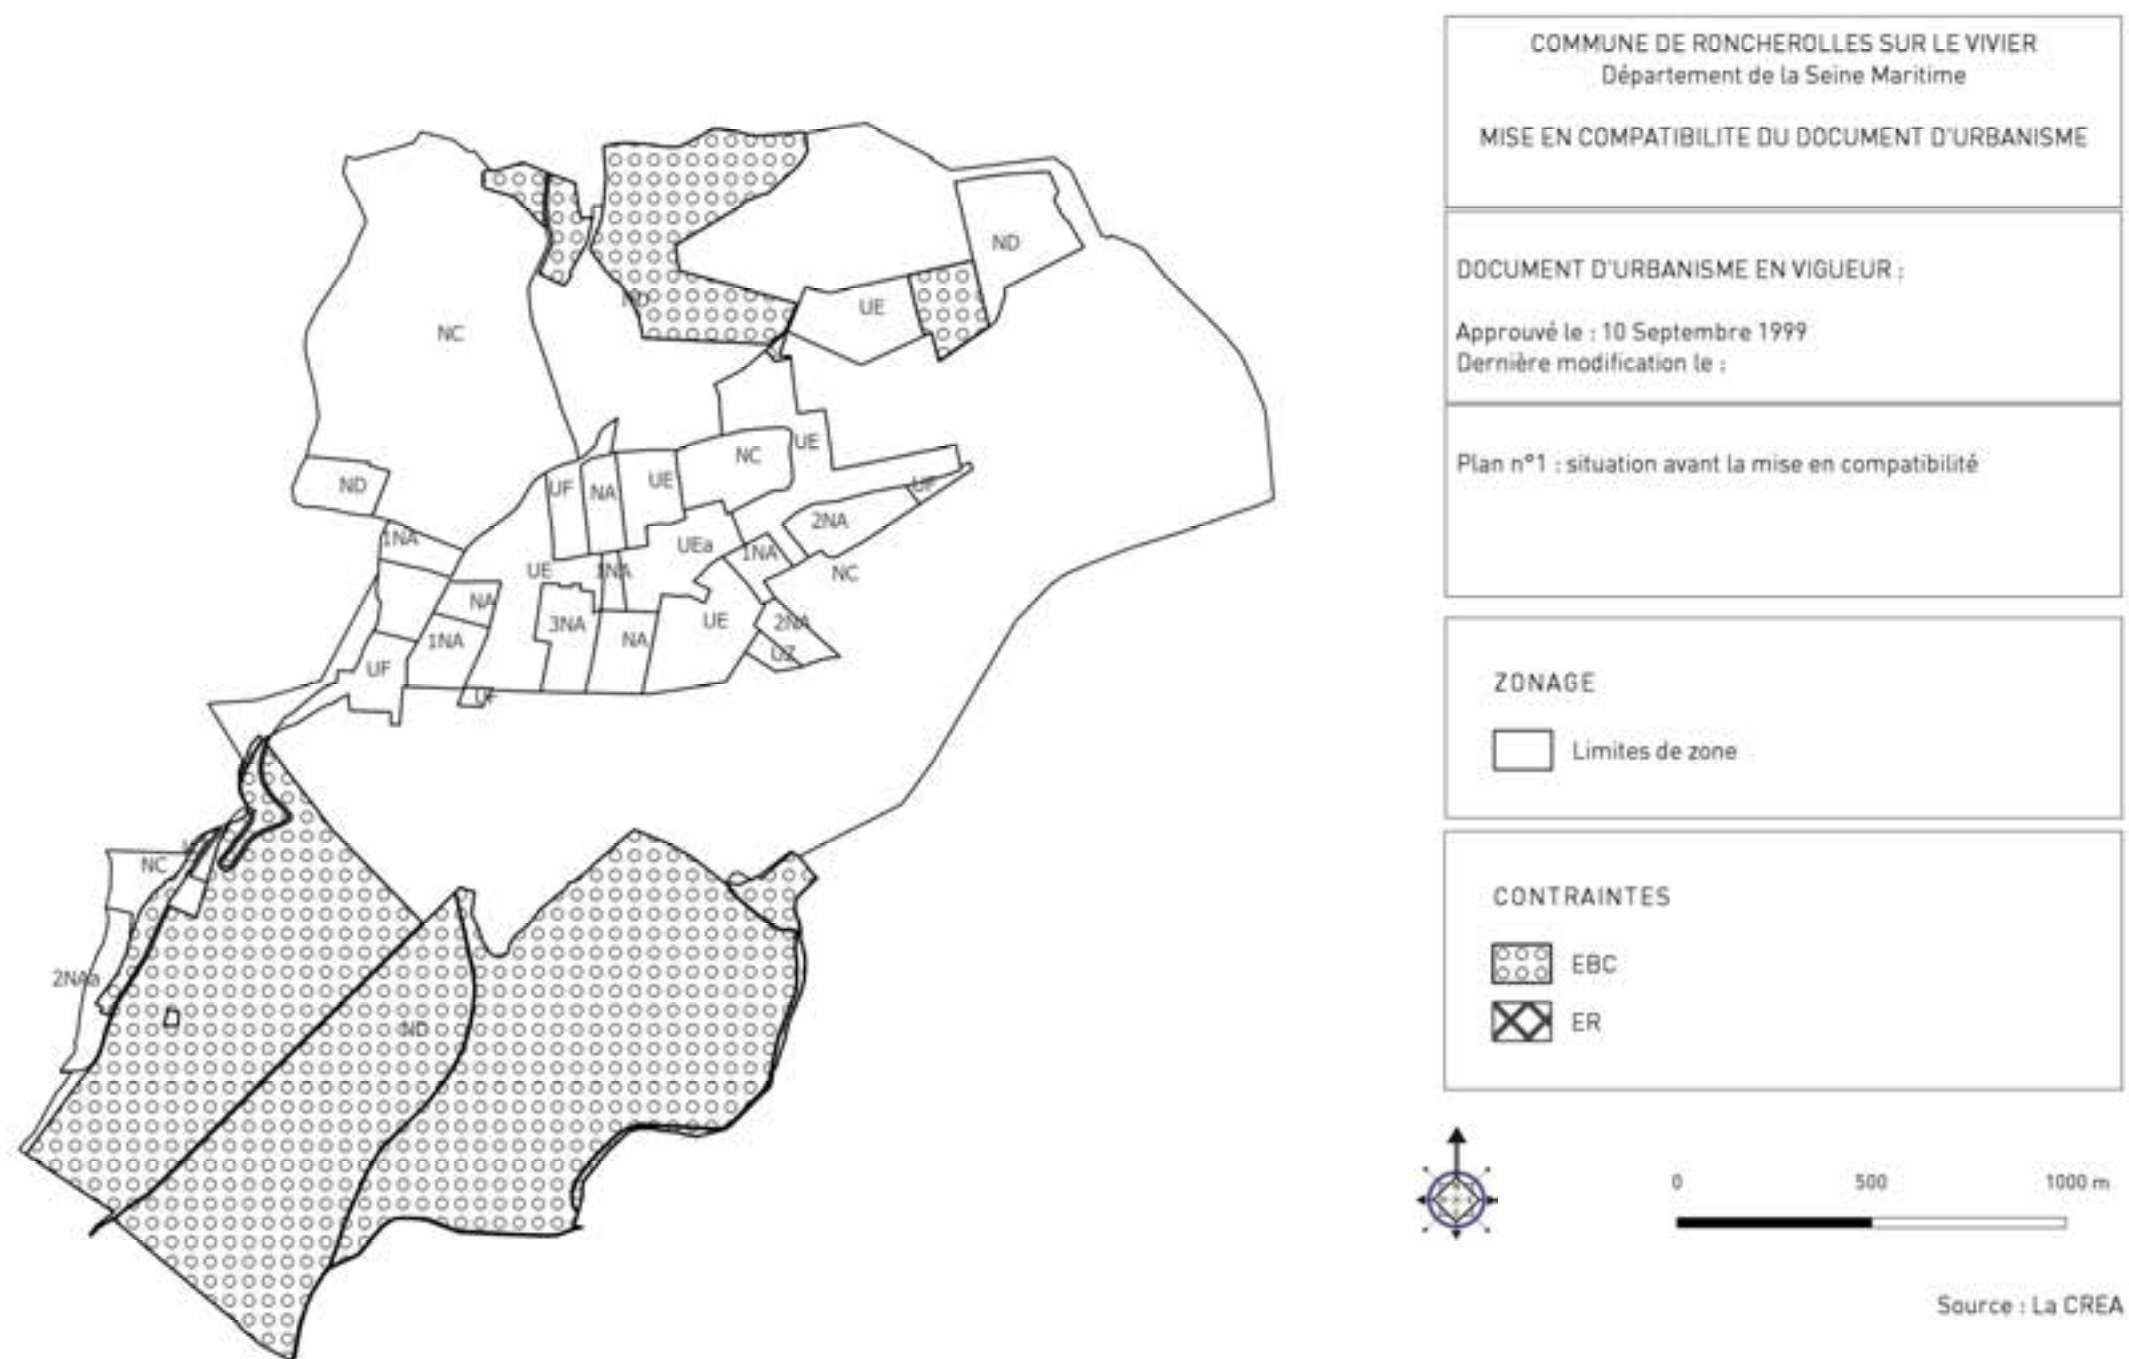 COMMUNE DE RONCHEROLLES SUR LE VIVIER
Département de la Seine Maritime
MISE EN COMPATIBILITE DU DOCUMENT D'URBANISME
DOCUMENT D'URBANISME EN VIGUEUR :
Approuvé le : 10 Septembre 1999
Dernière modification le :
Plan n°1 : situation avant la mise en compatibilité
ZONAGE
Limites de zone
CONTRAINTES
EBC
ER
0 500 1000 m
Source : La CREA
ND
ND
UE
NC
UE
NC
ND
UF
NA
UE
UF
2NA
1NA
UEa
1NA
UE
1NA
NC
NA
3NA
UE
2NA
1NA
NA
UZ
UF
UF
NC
2NAa
ND